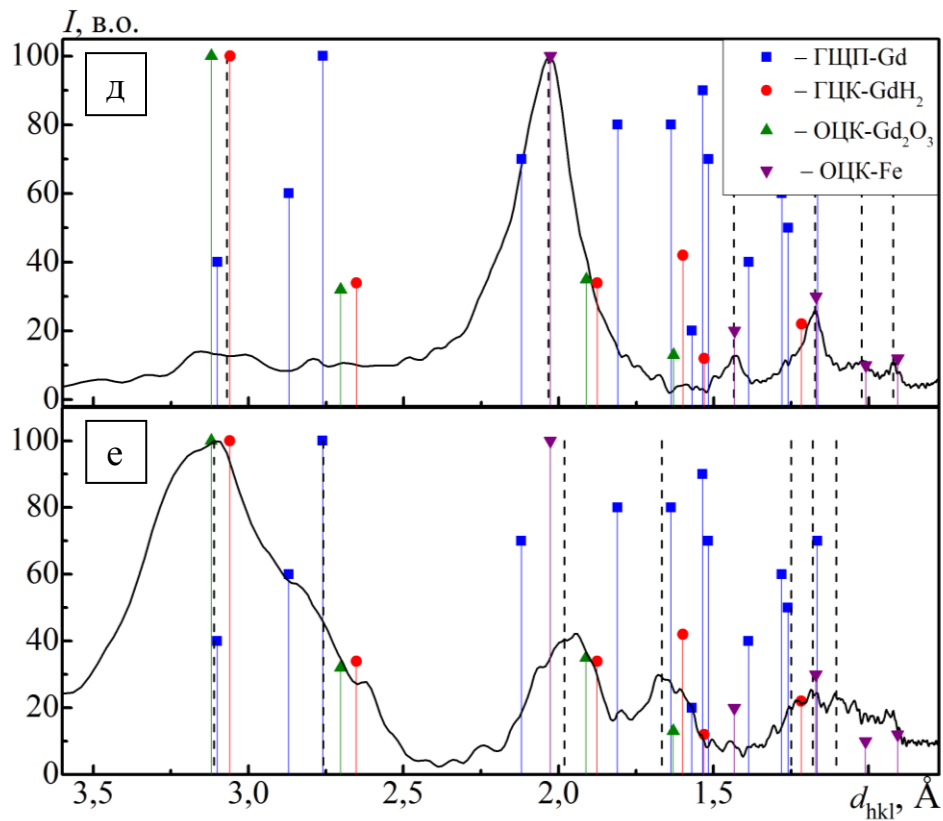 I, в.о.
100
80
60
40
20
0
д
– ГЩП-Gd
– ГЦК-GdH2
– ОЦК-Gd2O3
– ОЦК-Fe
100
80
60
40
20
0
е
3,5
3,0
2,5
2,0
1,5
dhkl, Å